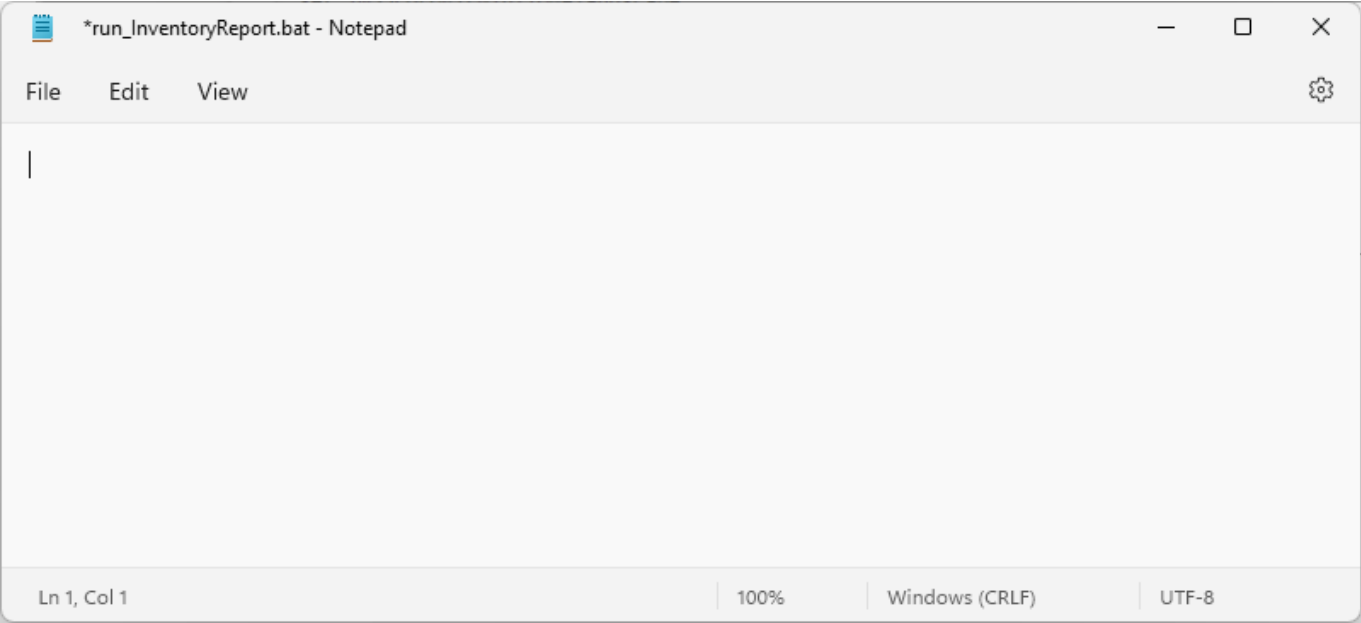 *run_InventoryReport.bat - Notepad
File Edit View
Ln 1, Col 1 100% Windows (CRLF) UTF-8